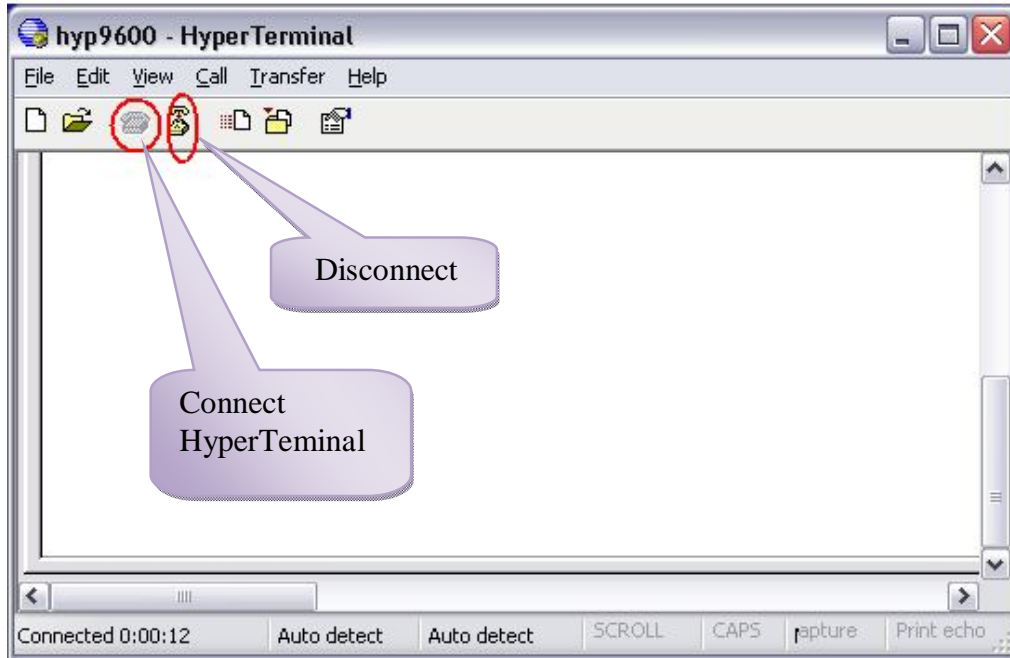 hyp9600 - HyperTerminal
File Edit View Call Transfer Help
Disconnect
Connect
HyperTeminal
Connected 0:00:12 Auto detect Auto detect SCROLL CAPS apture Print echo